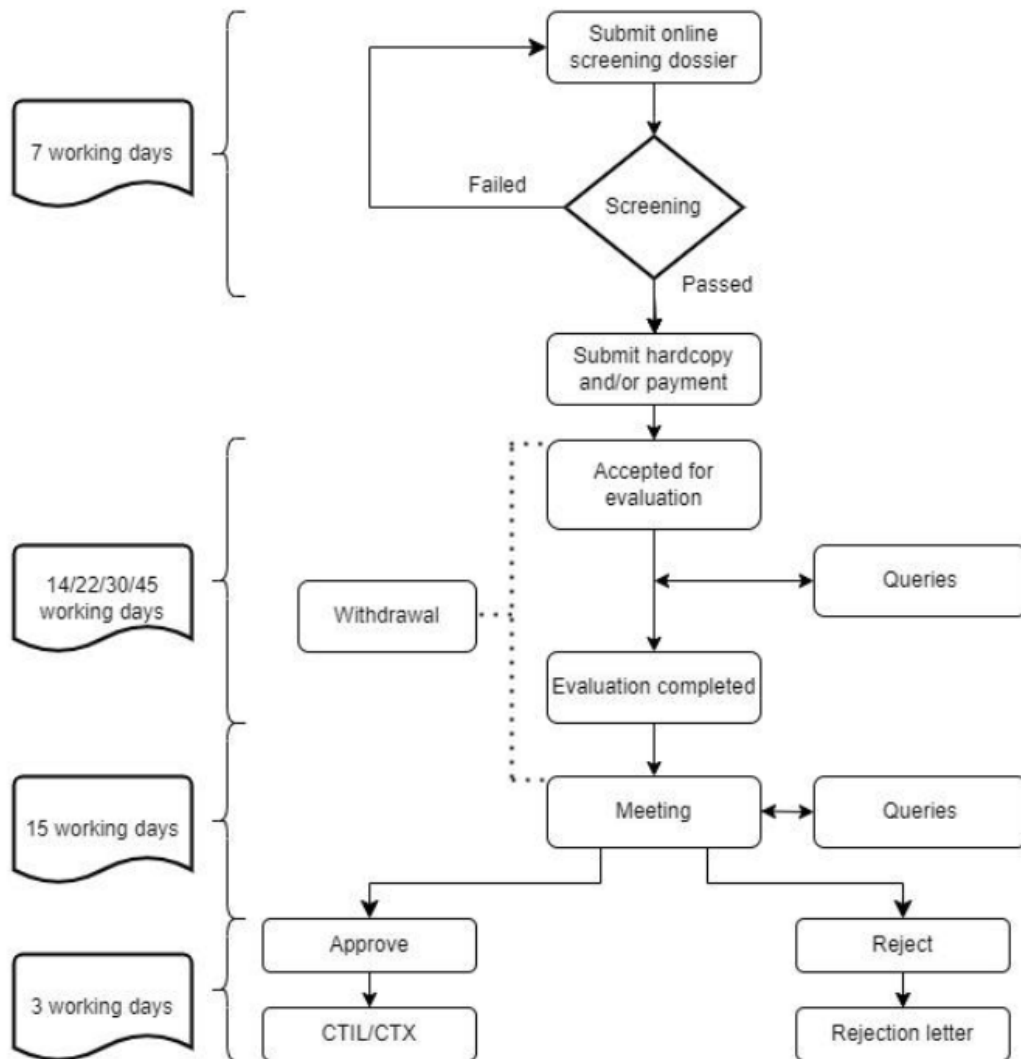 Submit online
screening dossier
7 working days
Failed
Screening
Passed
Submit hardcopy
and/or payment
Accepted for
evaluation
14/22/30/45
working days
Queries
Withdrawal
Evaluation completed
15 working days
Meeting
Queries
Approve
Reject
3 working days
CTIL/CTX
Rejection letter